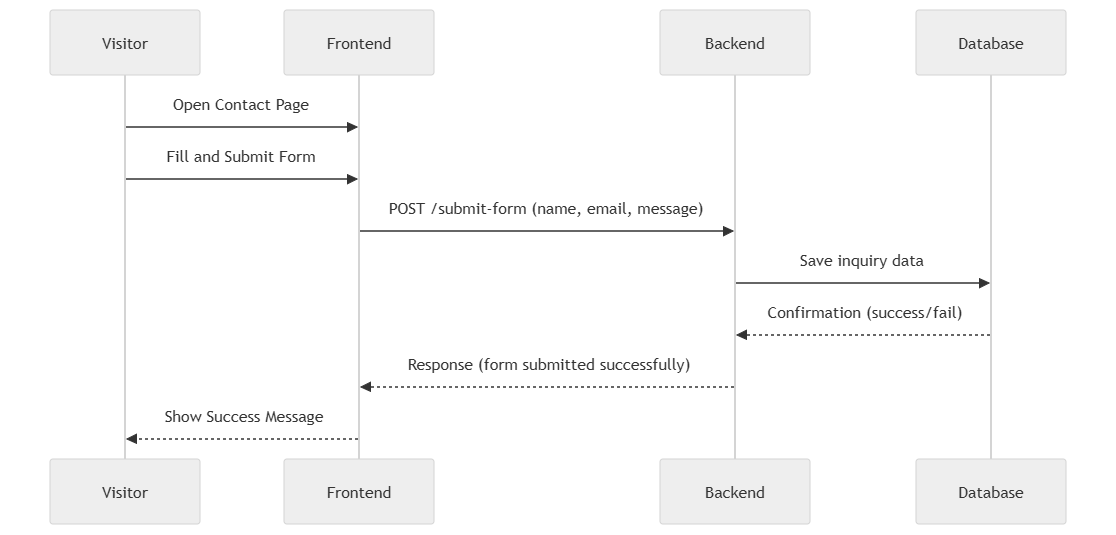 Visitor
Frontend
Backend
Database
Open Contact Page
Fill and Submit Form
POST /submit-form (name, email, message)
Save inquiry data
Confirmation (success/fail)
Response (form submitted successfully)
Show Success Message
Visitor
Frontend
Backend
Database